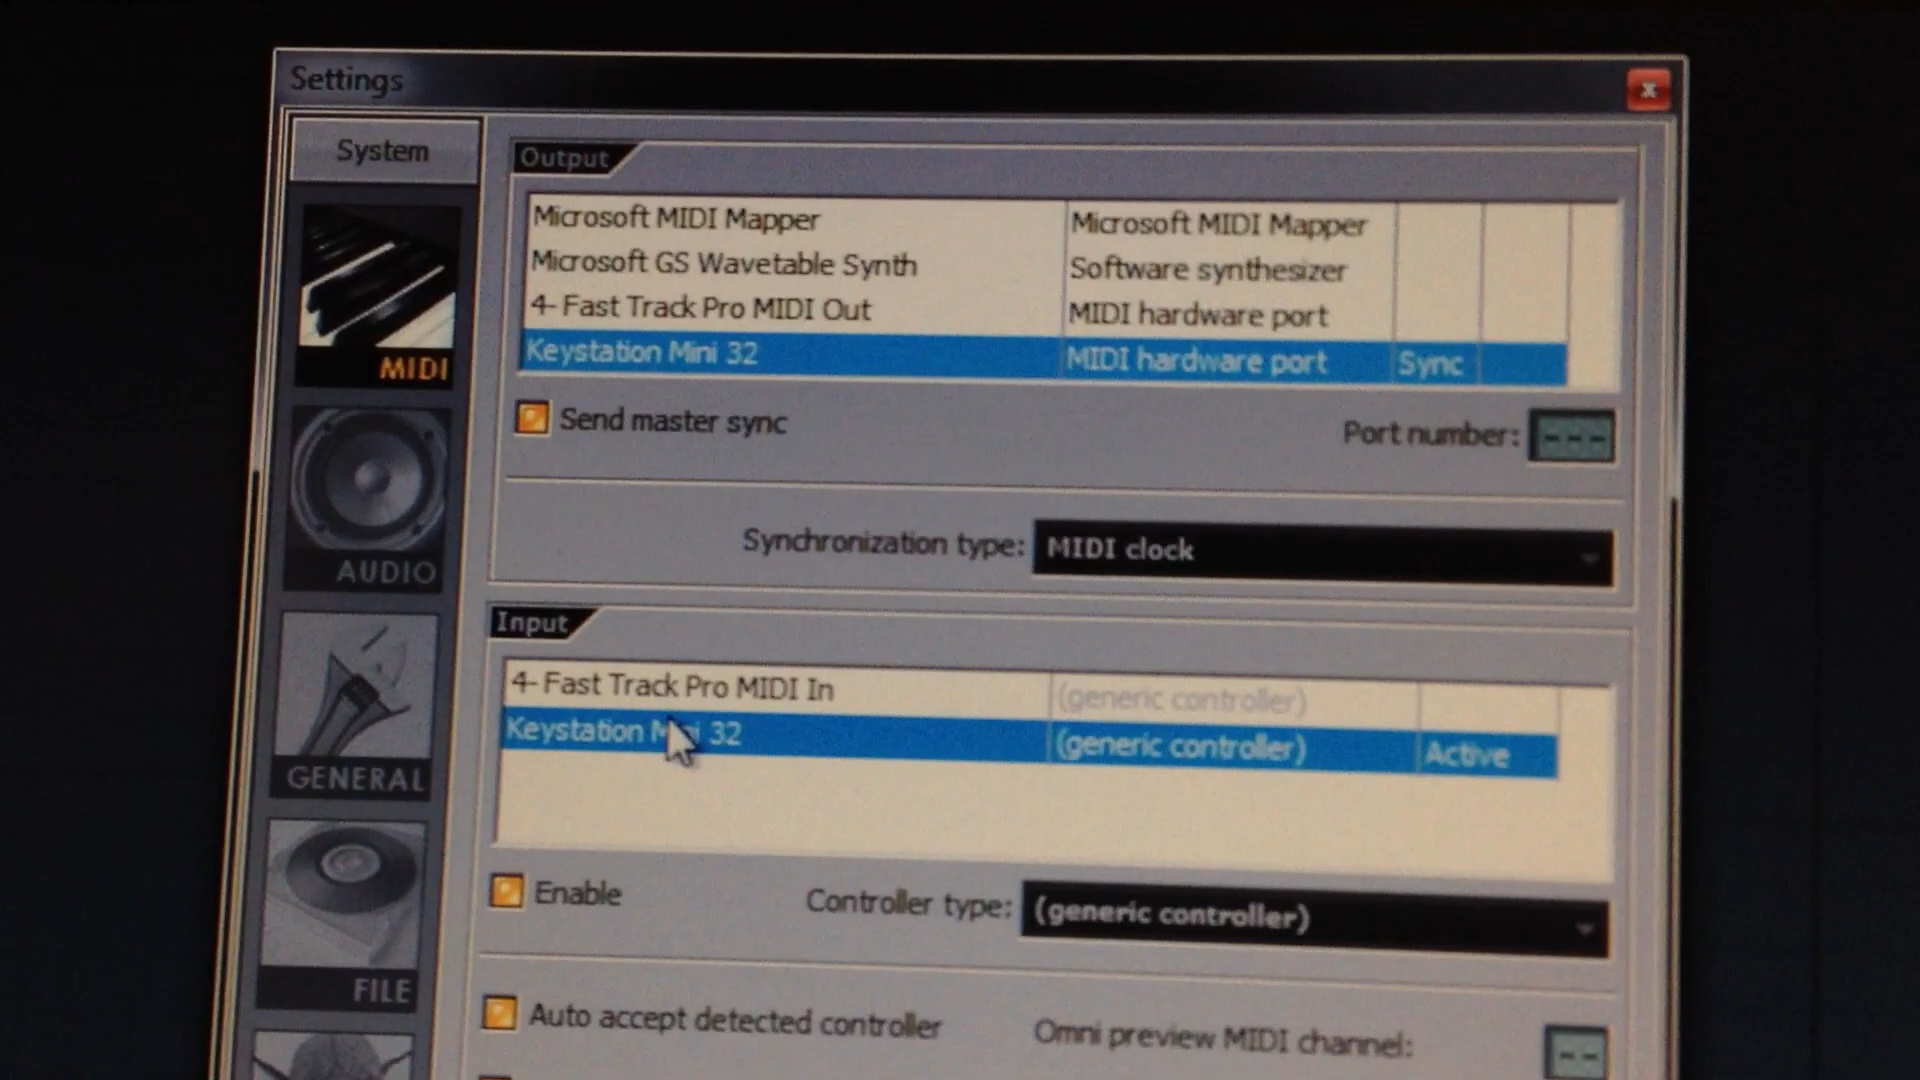 Settings
System
MIDI
AUDIO
GENERAL
FILE
Output
Microsoft MIDI Mapper Microsoft MIDI Mapper
Microsoft GS Wavetable Synth Software synthesizer
4- Fast Track Pro MIDI Out MIDI hardware port
Keystation Mini 32 MIDI hardware port Sync
Send master sync Port number: ---
Synchronization type: MIDI clock
Input
4- Fast Track Pro MIDI In (generic controller)
Keystation Mini 32 (generic controller) Active
Enable Controller type: (generic controller)
Auto accept detected controller Omni preview MIDI channel: --